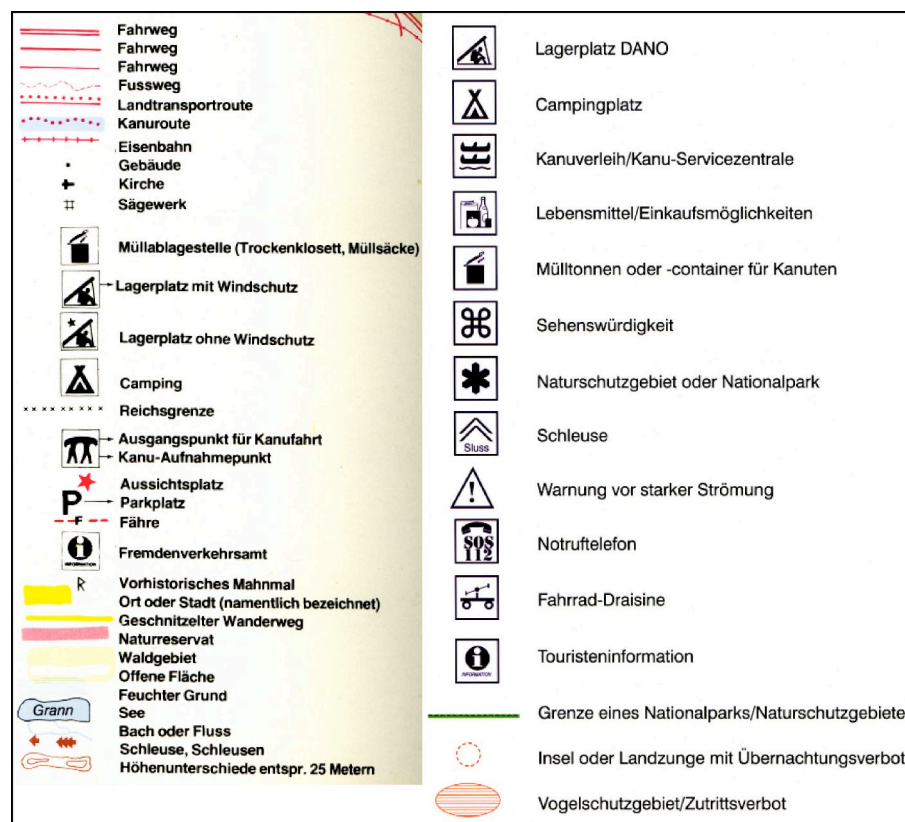 Fahrweg
Fahrweg
Fahrweg
Fussweg
Landtransportroute
Kanuroute
Eisenbahn
Gebäude
Kirche
Sägewerk
Müllablagestelle (Trockenklosett, Müllsäcke)
Lagerplatz mit Windschutz
Lagerplatz ohne Windschutz
Camping
Reichsgrenze
Ausgangspunkt für Kanufahrt
Kanu-Aufnahmepunkt
Aussichtsplatz
P Parkplatz
F Fähre
INFORMATION
Fremdenverkehrsamt
R Vorhistorisches Mahnmal
Ort oder Stadt (namentlich bezeichnet)
Geschnitzelter Wanderweg
Naturreservat
Waldgebiet
Offene Fläche
Feuchter Grund
Grann See
Bach oder Fluss
Schleuse, Schleusen
Höhenunterschiede entspr. 25 Metern
Lagerplatz DANO
Campingplatz
Kanuverleih/Kanu-Servicezentrale
Lebensmittel/Einkaufsmöglichkeiten
Mülltonnen oder -container für Kanuten
Sehenswürdigkeit
Naturschutzgebiet oder Nationalpark
Sluss
Schleuse
! Warnung vor starker Strömung
SOS
112
Notruftelefon
Fahrrad-Draisine
INFORMATION
Touristeninformation
Grenze eines Nationalparks/Naturschutzgebiete
Insel oder Landzunge mit Übernachtungsverbot
Vogelschutzgebiet/Zutrittsverbot